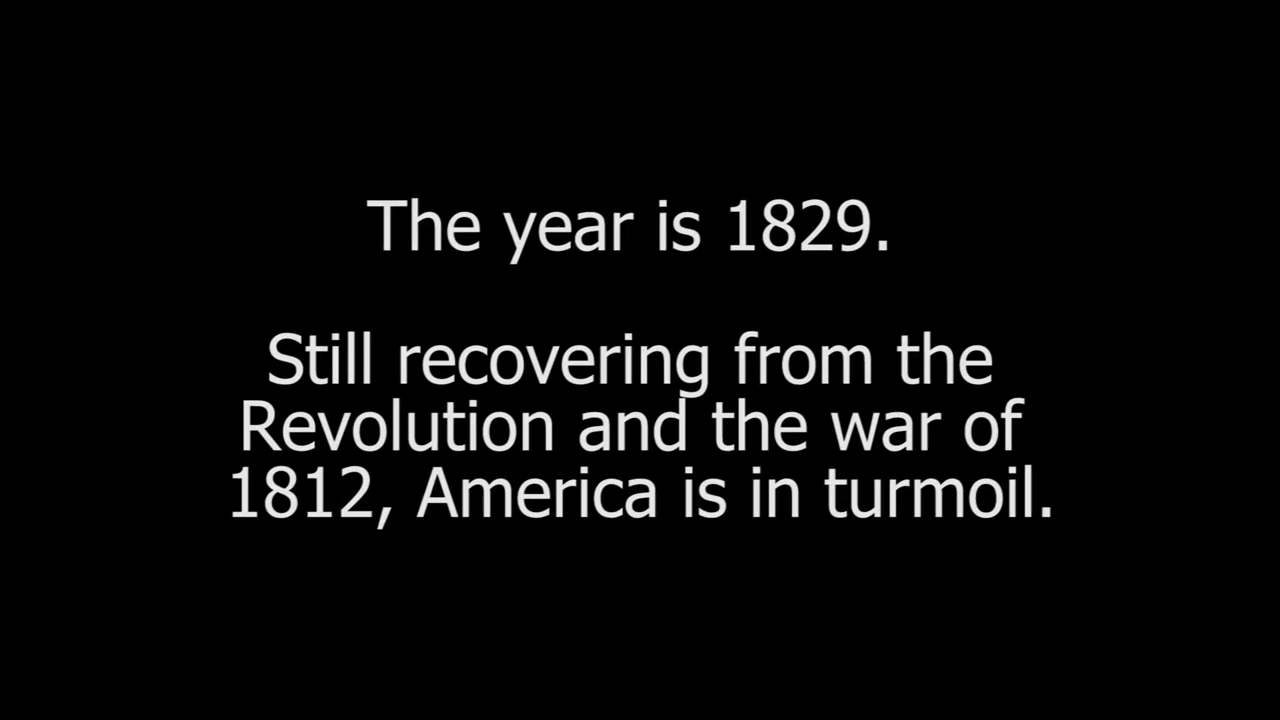 The year is 1829.
Still recovering from the
Revolution and the war of
1812, America is in turmoil.